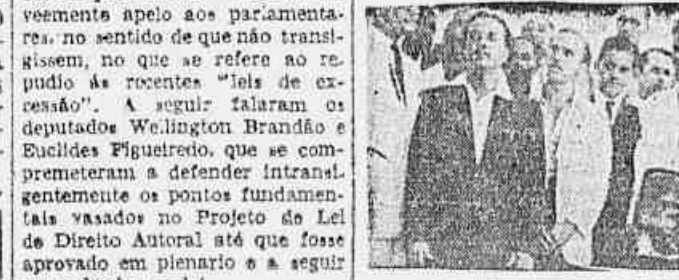 veemente apelo aos parlamenta-
res, no sentido de que não transi-
gissem, no que se refere ao re-
pudio ás recentes "leis de ex-
cessão". A seguir falaram os
deputados Wellington Brandão e
Euclides Figueiredo, que se com-
premeteram a defender intransi-
gentemente os pontos fundamen-
tais vasados no Projeto de Lei
de Direito Autoral até que fosse
aprovado em plenario e a seguir